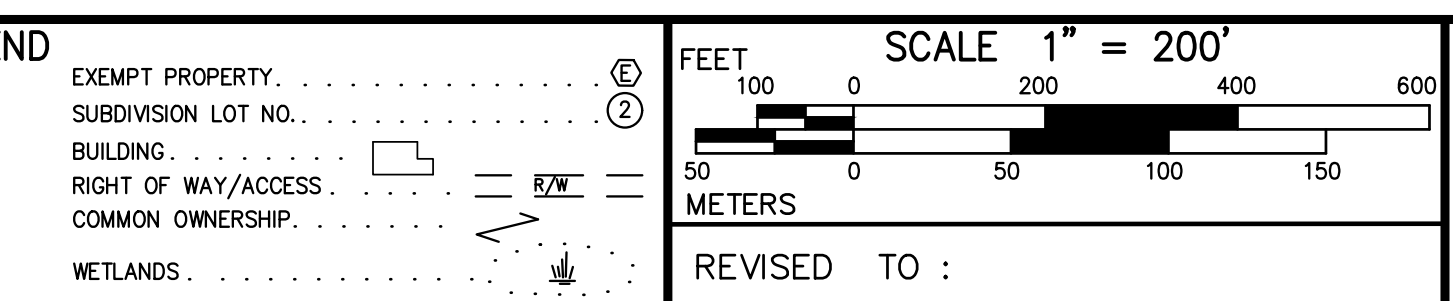 END
EXEMPT PROPERTY. . . . . . . . . . . . . . E
SUBDIVISION LOT NO.. . . . . . . . . . . . . 2
BUILDING. . . . . . . .
RIGHT OF WAY/ACCESS . . . . . R/W
COMMON OWNERSHIP. . . . . . .
WETLANDS . . . . . . . . . . . . .
FEET SCALE 1" = 200'
100 0 200 400 600
50 0 50 100 150
METERS
REVISED TO :